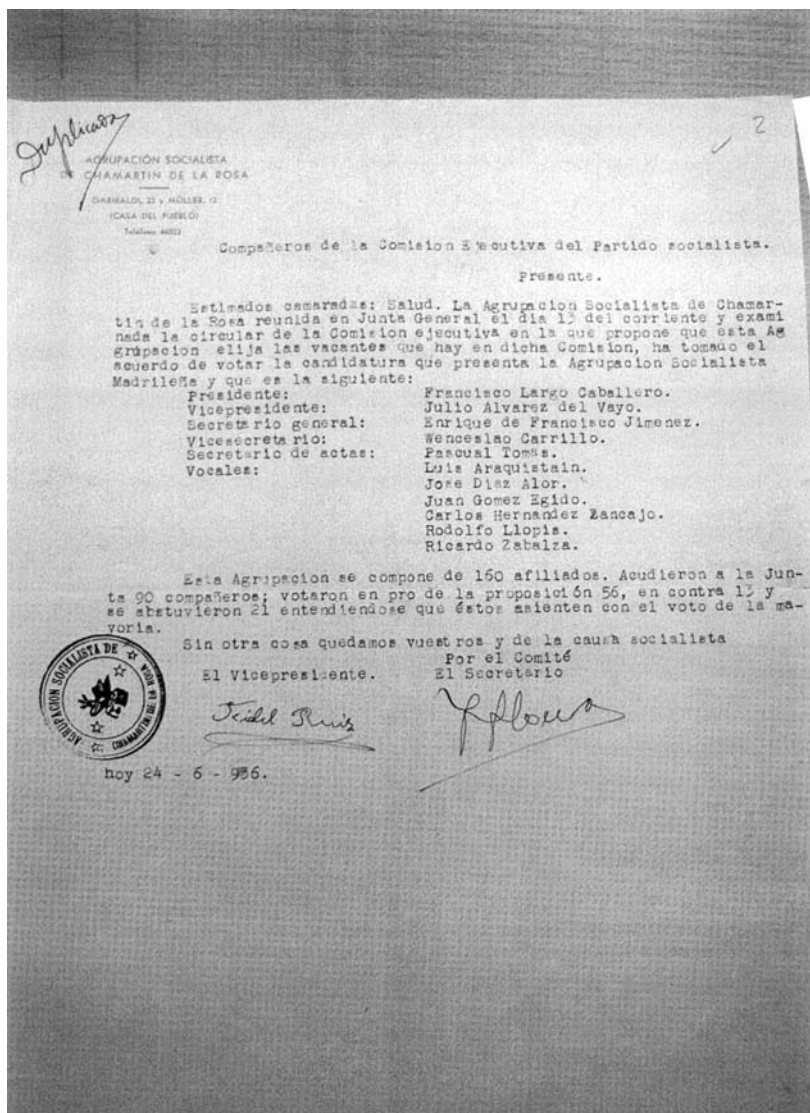 Duplicado
2
AGRUPACIÓN SOCIALISTA
DE CHAMARTIN DE LA ROSA
GARIBALDI, 23 y MÜLLER, 12
(CASA DEL PUEBLO)
Teléfono
Compañeros de la Comision Ejecutiva del Partido socialista.
Presente.
Estimados camaradas: Salud. La Agrupacion Socialista de Chamar-
tin de la Rosa reunida en Junta General el dia 13 del corriente y exami
nada la circular de la Comision ejecutiva en la que propone que esta Ag
grupacion elija las vacantes que hay en dicha Comision, ha tomado el
acuerdo de votar la candidatura que presenta la Agrupacion Socialista
Madrileña y que es la siguiente:
Presidente: Francisco Largo Caballero.
Vicepresidente: Julio Alvarez del Vayo.
Secretario general: Enrique de Francisco Jimenez.
Vicesecretario: Wenceslao Carrillo.
Secretario de actas: Pascual Tomas.
Vocales: Luis Araquistain.
Jose Diaz Alor.
Juan Gomez Egido.
Carlos Hernandez Zancajo.
Rodolfo Llopis.
Ricardo Zabalza.
Esta Agrupacion se compone de 160 afiliados. Acudieron a la Jun-
ta 90 compañeros; votaron en pro de la proposición 56, en contra 13 y
se abstuvieron 21 entendiendose que éstos asienten con el voto de la ma-
yoria.
Sin otra cosa quedamos vuestros y de la causa socialista
Por el Comité
El Vicepresidente. El Secretario
AGRUPACION SOCIALISTA DE CHAMARTIN DE LA ROSA
Fidel Ruiz
hoy 24 - 6 - 936.